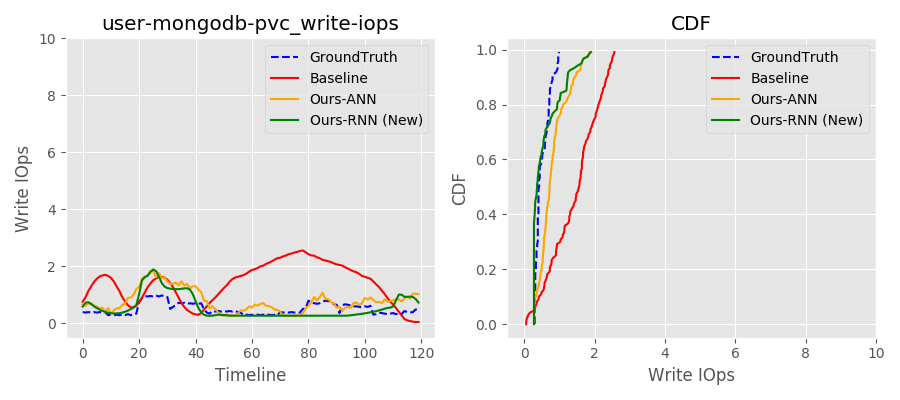 user-mongodb-pvc_write-iops
Write IOps
10
8
6
4
2
0
0 20 40 60 80 100 120
Timeline
GroundTruth
Baseline
Ours-ANN
Ours-RNN (New)
CDF
CDF
1.0
0.8
0.6
0.4
0.2
0.0
0 2 4 6 8 10
Write IOps
GroundTruth
Baseline
Ours-ANN
Ours-RNN (New)